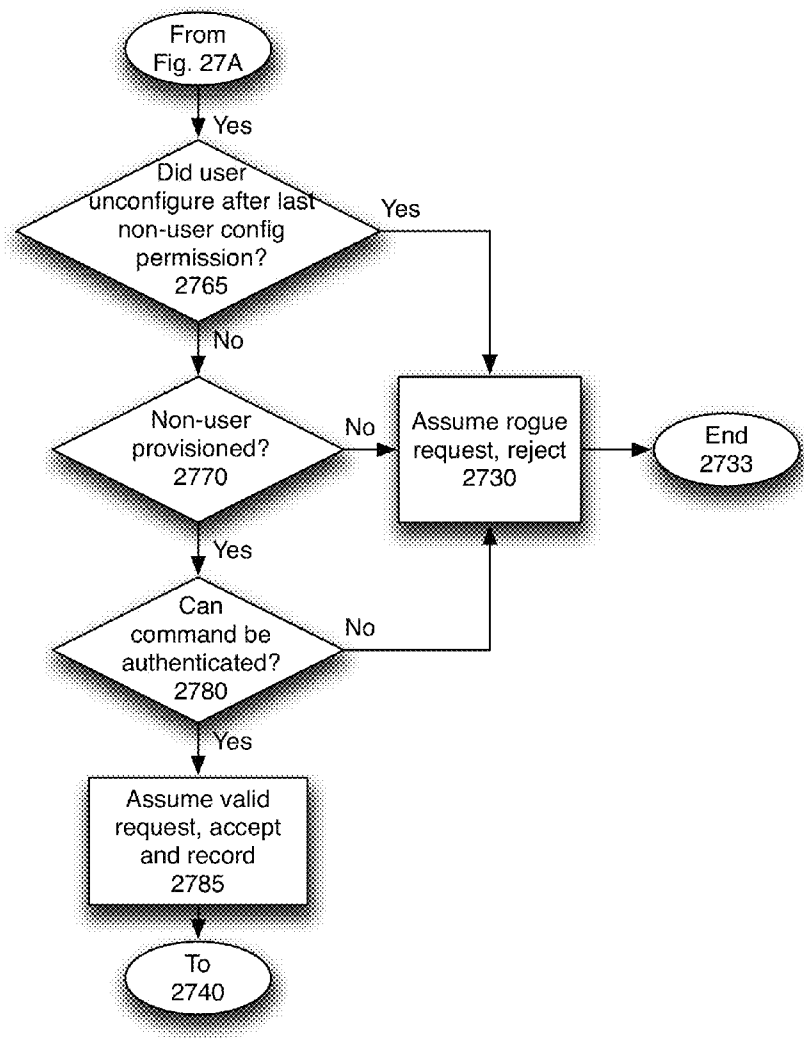 From
Fig. 27A
Yes
Did user
unconfigure after last
non-user config
permission?
2765
Yes
No
Non-user
provisioned?
2770
No
Assume rogue
request, reject
2730
End
2733
Yes
Can
command be
authenticated?
2780
No
Yes
Assume valid
request, accept
and record
2785
To
2740